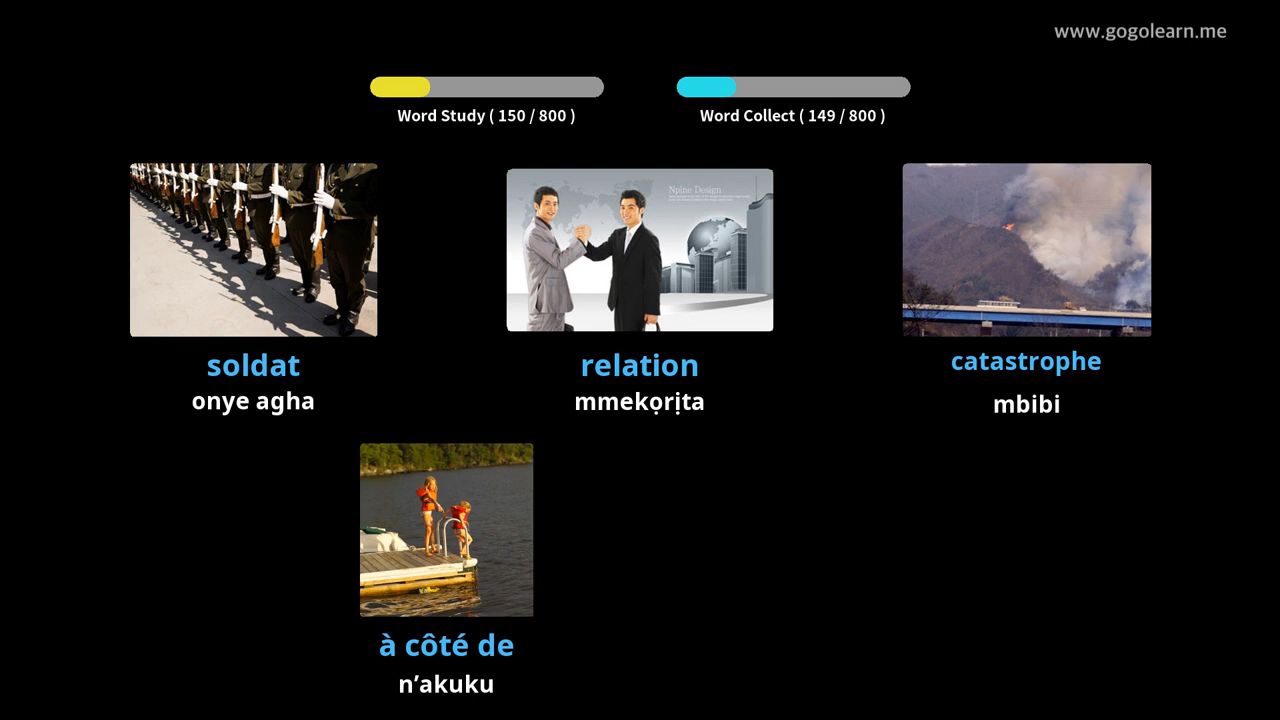 www.gogolearn.me
Word Study ( 150 / 800 )
Word Collect ( 149 / 800 )
Npine Design
soldat
relation
catastrophe
onye agha
mmekọrịta
mbibi
à côté de
n’akuku